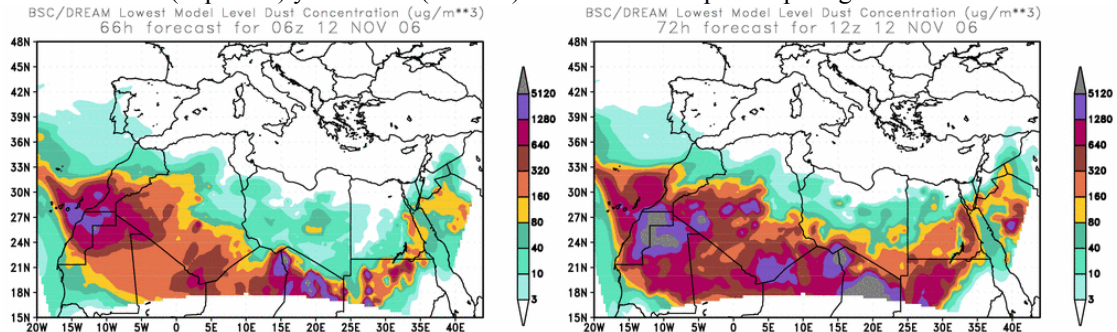 BSC/DREAM Lowest Model Level Dust Concentration (ug/m**3)
66h forecast for 06z 12 NOV 06
48N
45N
42N
39N
36N
33N
30N
27N
24N
21N
18N
15N
20W 15W 10W 5W 0 5E 10E 15E 20E 25E 30E 35E 40E
5120
1280
640
320
160
80
40
10
3
BSC/DREAM Lowest Model Level Dust Concentration (ug/m**3)
72h forecast for 12z 12 NOV 06
48N
45N
42N
39N
36N
33N
30N
27N
24N
21N
18N
15N
20W 15W 10W 5W 0 5E 10E 15E 20E 25E 30E 35E 40E
5120
1280
640
320
160
80
40
10
3